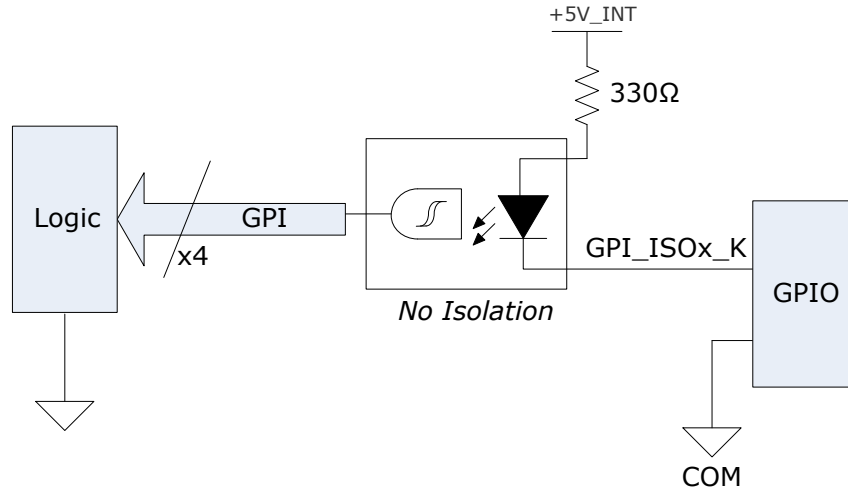 +5V_INT
330Ω
Logic
GPI
x4
GPI_ISOx_K
GPIO
No Isolation
COM